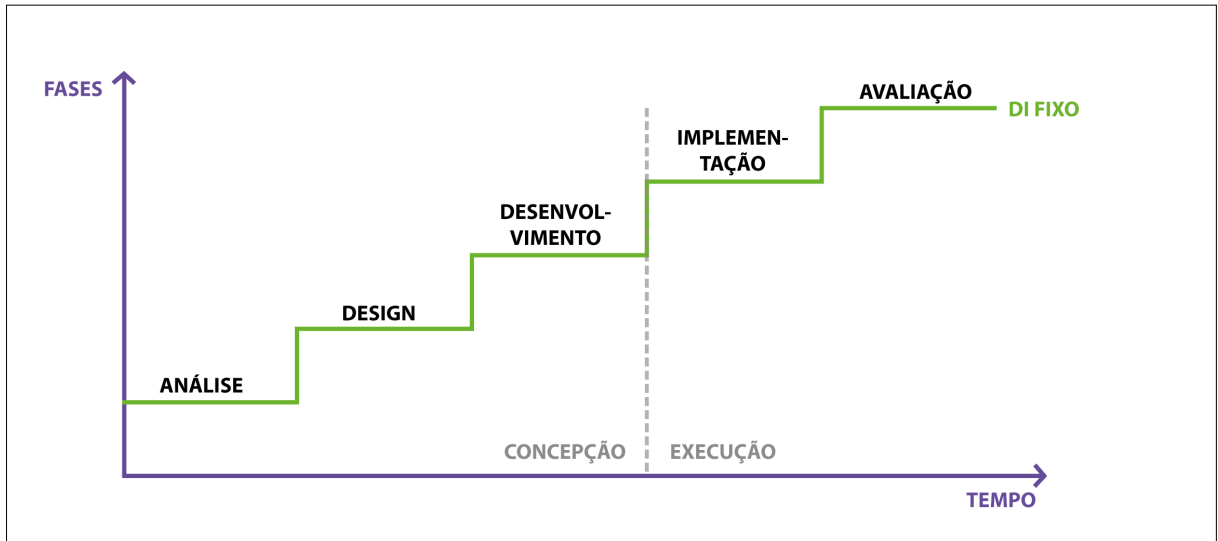 FASES
AVALIAÇÃO
DI FIXO
IMPLEMEN-
TAÇÃO
DESENVOL-
VIMENTO
DESIGN
ANÁLISE
CONCEPÇÃO
EXECUÇÃO
TEMPO